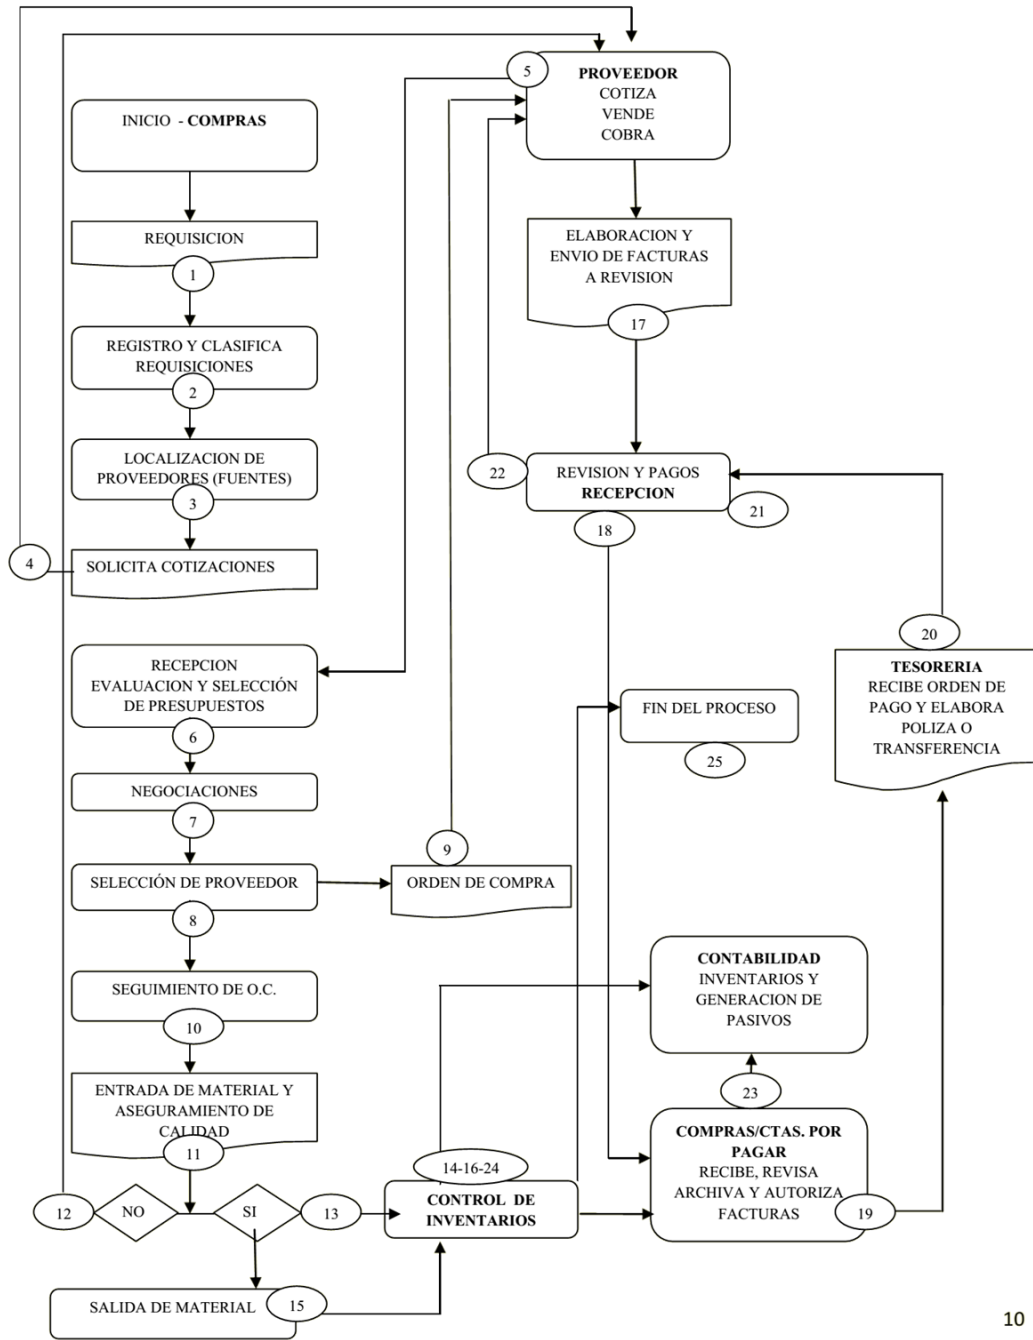 5
PROVEEDOR
COTIZA
VENDE
COBRA
INICIO - COMPRAS
REQUISICION
1
REGISTRO Y CLASIFICA
REQUISICIONES
2
LOCALIZACION DE
PROVEEDORES (FUENTES)
3
4
SOLICITA COTIZACIONES
ELABORACION Y
ENVIO DE FACTURAS
A REVISION
17
22
REVISION Y PAGOS
RECEPCION
21
18
20
TESORERIA
RECIBE ORDEN DE
PAGO Y ELABORA
POLIZA O
TRANSFERENCIA
RECEPCION
EVALUACION Y SELECCIÓN
DE PRESUPUESTOS
6
NEGOCIACIONES
7
SELECCIÓN DE PROVEEDOR
8
9
ORDEN DE COMPRA
FIN DEL PROCESO
25
SEGUIMIENTO DE O.C.
10
ENTRADA DE MATERIAL Y
ASEGURAMIENTO DE
CALIDAD
11
12
NO
SI
13
14-16-24
CONTROL DE
INVENTARIOS
CONTABILIDAD
INVENTARIOS Y
GENERACION DE
PASIVOS
23
COMPRAS/CTAS. POR
PAGAR
RECIBE, REVISA
ARCHIVA Y AUTORIZA
FACTURAS
19
SALIDA DE MATERIAL
15
10